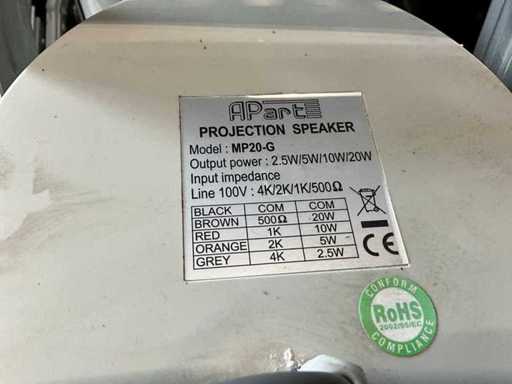 APart
PROJECTION SPEAKER
Model : MP20-G
Output power : 2.5W/5W/10W/20W
Input impedance
Line 100V : 4K/2K/1K/500Ω
BLACK COM COM
BROWN 500Ω 20W
RED 1K 10W
ORANGE 2K 5W
GREY 4K 2.5W
CE
CONFORM
RoHS
2002/95/EC
COMPLIANCE